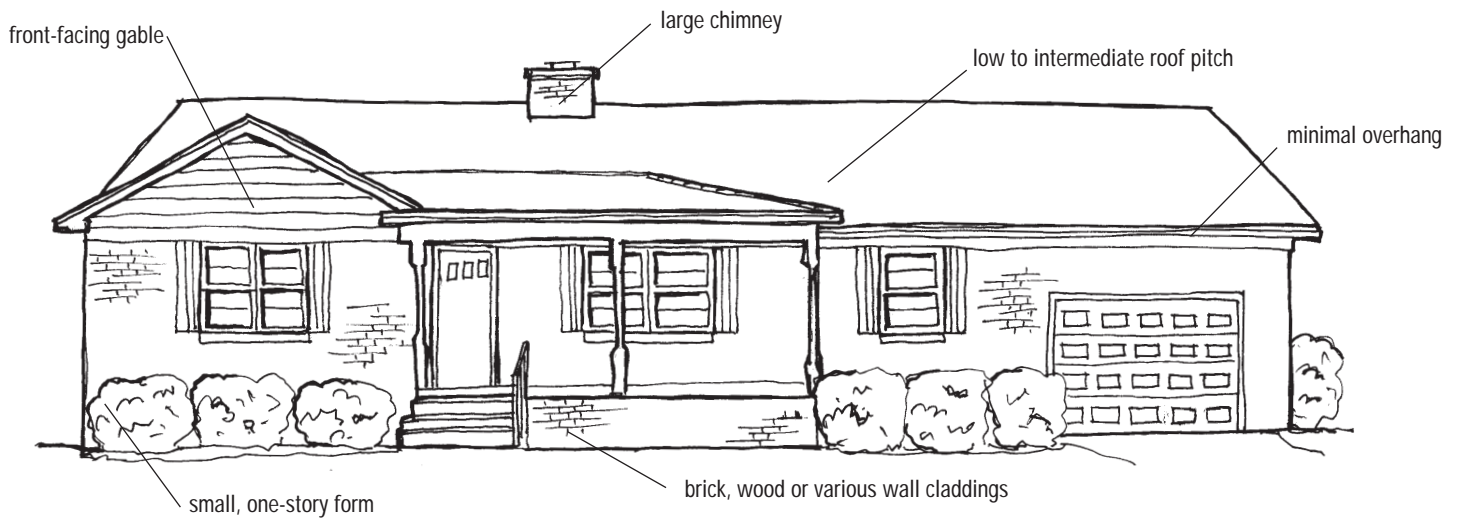 large chimney
front-facing gable
low to intermediate roof pitch
minimal overhang
brick, wood or various wall claddings
small, one-story form